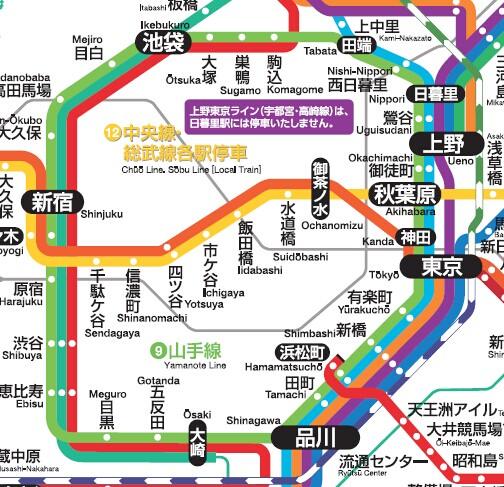 板橋
Itabashi
Ikebukuro
池袋
Mejiro
目白
上中里
Kami-Nakazato
Tabata
田端
大塚
Ōtsuka
巣鴨
Sugamo
駒込
Komagome
Nishi-Nippori
西日暮里
Nippori
日暮里
高田馬場
上野東京ライン(宇都宮・高崎線)は、
日暮里駅には停車いたしません。
鶯谷
Uguisudani
大久保
⑫中央線・
総武線各駅停車
Chūō Line, Sōbu Line [Local Train]
上野
Ueno
浅草橋
Okachimachi
御徒町
大久保
新宿
Shinjuku
御茶ノ水
Ochanomizu
秋葉原
Akihabara
水道橋
Suidōbashi
飯田橋
Iidabashi
市ケ谷
Ichigaya
四ツ谷
Yotsuya
信濃町
Shinanomachi
千駄ケ谷
Sendagaya
Kanda
神田
Tōkyō
東京
原宿
Harajuku
有楽町
Yūrakuchō
Shimbashi
新橋
渋谷
Shibuya
⑨山手線
Yamanote Line
浜松町
Hamamatsuchō
田町
Tamachi
恵比寿
Ebisu
Meguro
目黒
Gotanda
五反田
Ōsaki
大崎
Shinagawa
品川
天王洲アイル
大井競馬場
Ōi-Keibajō-Mae
流通センター
Ryūtsū Center
昭和島
蔵中原
Musashi-Nakahara